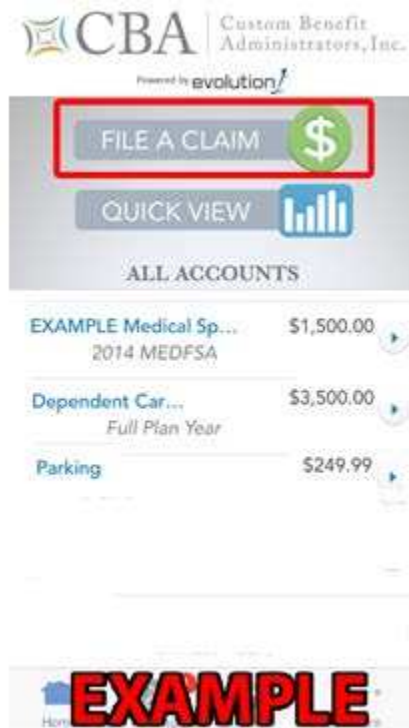 CBA
Custom Benefit
Administrators, Inc.
Powered by evolution1
FILE A CLAIM
$
QUICK VIEW
ALL ACCOUNTS
EXAMPLE Medical Sp... $1,500.00
2014 MEDFSA
Dependent Car... $3,500.00
Full Plan Year
Parking $249.99
EXAMPLE